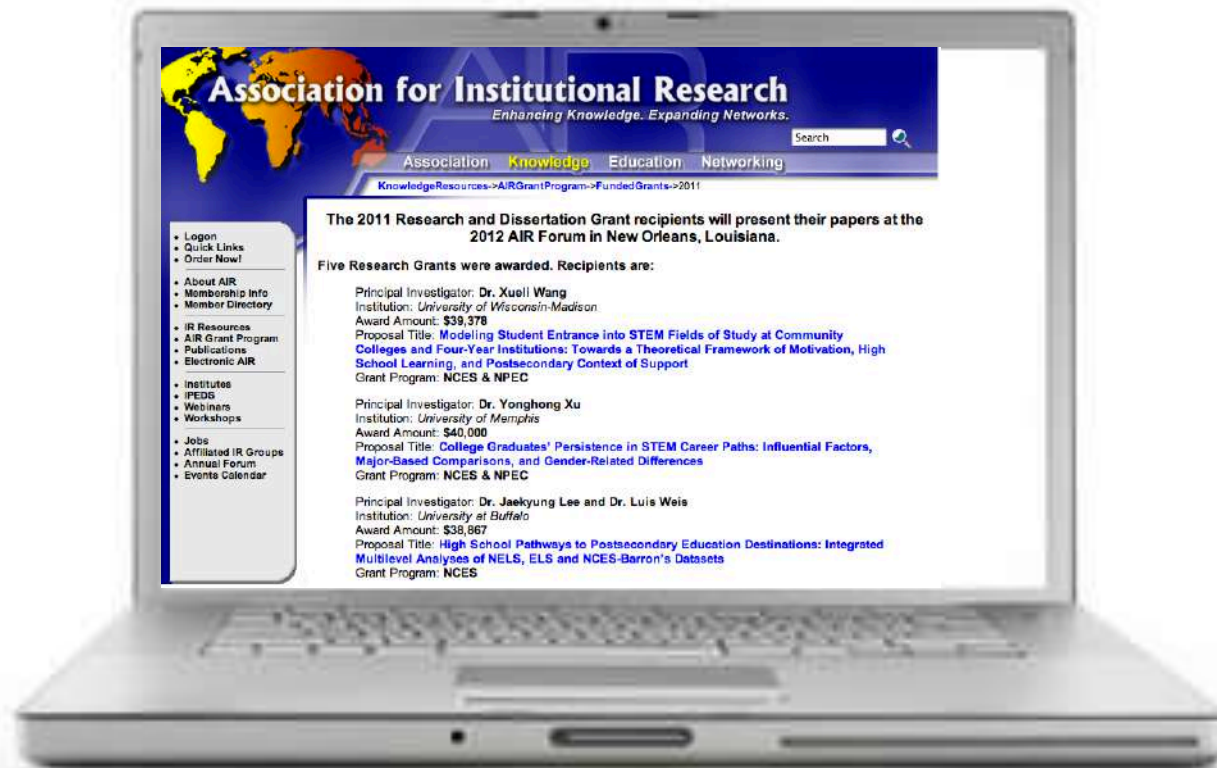 AIR
Association for Institutional Research
Enhancing Knowledge. Expanding Networks.
Search
Association Knowledge Education Networking
KnowledgeResources->AIRGrantProgram->FundedGrants->2011
• Logon
• Quick Links
• Order Now!
• About AIR
• Membership Info
• Member Directory
• IR Resources
• AIR Grant Program
• Publications
• Electronic AIR
• Institutes
• IPEDS
• Webinars
• Workshops
• Jobs
• Affiliated IR Groups
• Annual Forum
• Events Calendar
The 2011 Research and Dissertation Grant recipients will present their papers at the
2012 AIR Forum in New Orleans, Louisiana.
Five Research Grants were awarded. Recipients are:
Principal Investigator: Dr. Xueli Wang
Institution: University of Wisconsin-Madison
Award Amount: $39,378
Proposal Title: Modeling Student Entrance into STEM Fields of Study at Community
Colleges and Four-Year Institutions: Towards a Theoretical Framework of Motivation, High
School Learning, and Postsecondary Context of Support
Grant Program: NCES & NPEC
Principal Investigator: Dr. Yonghong Xu
Institution: University of Memphis
Award Amount: $40,000
Proposal Title: College Graduates' Persistence in STEM Career Paths: Influential Factors,
Major-Based Comparisons, and Gender-Related Differences
Grant Program: NCES & NPEC
Principal Investigator: Dr. Jaekyung Lee and Dr. Luis Weis
Institution: University at Buffalo
Award Amount: $38,867
Proposal Title: High School Pathways to Postsecondary Education Destinations: Integrated
Multilevel Analyses of NELS, ELS and NCES-Barron's Datasets
Grant Program: NCES